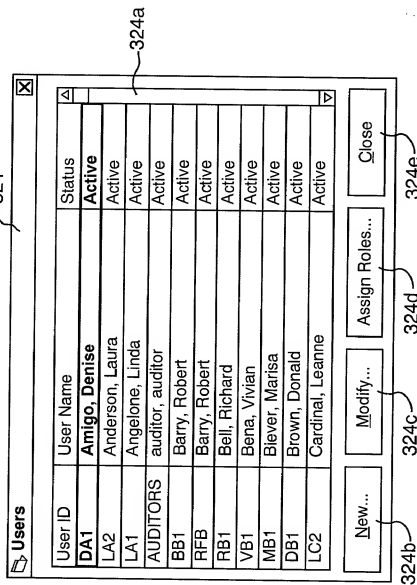 Users
User ID User Name Status
DA1 Amigo, Denise Active
LA2 Anderson, Laura Active
LA1 Angelone, Linda Active
AUDITORS auditor, auditor Active
BB1 Barry, Robert Active
RFB Barry, Robert Active
RB1 Bell, Richard Active
VB1 Bena, Vivian Active
MB1 Biever, Marisa Active
DB1 Brown, Donald Active
LC2 Cardinal, Leanne Active
324a
New... Modify... Assign Roles... Close
324b 324c 324d 324e